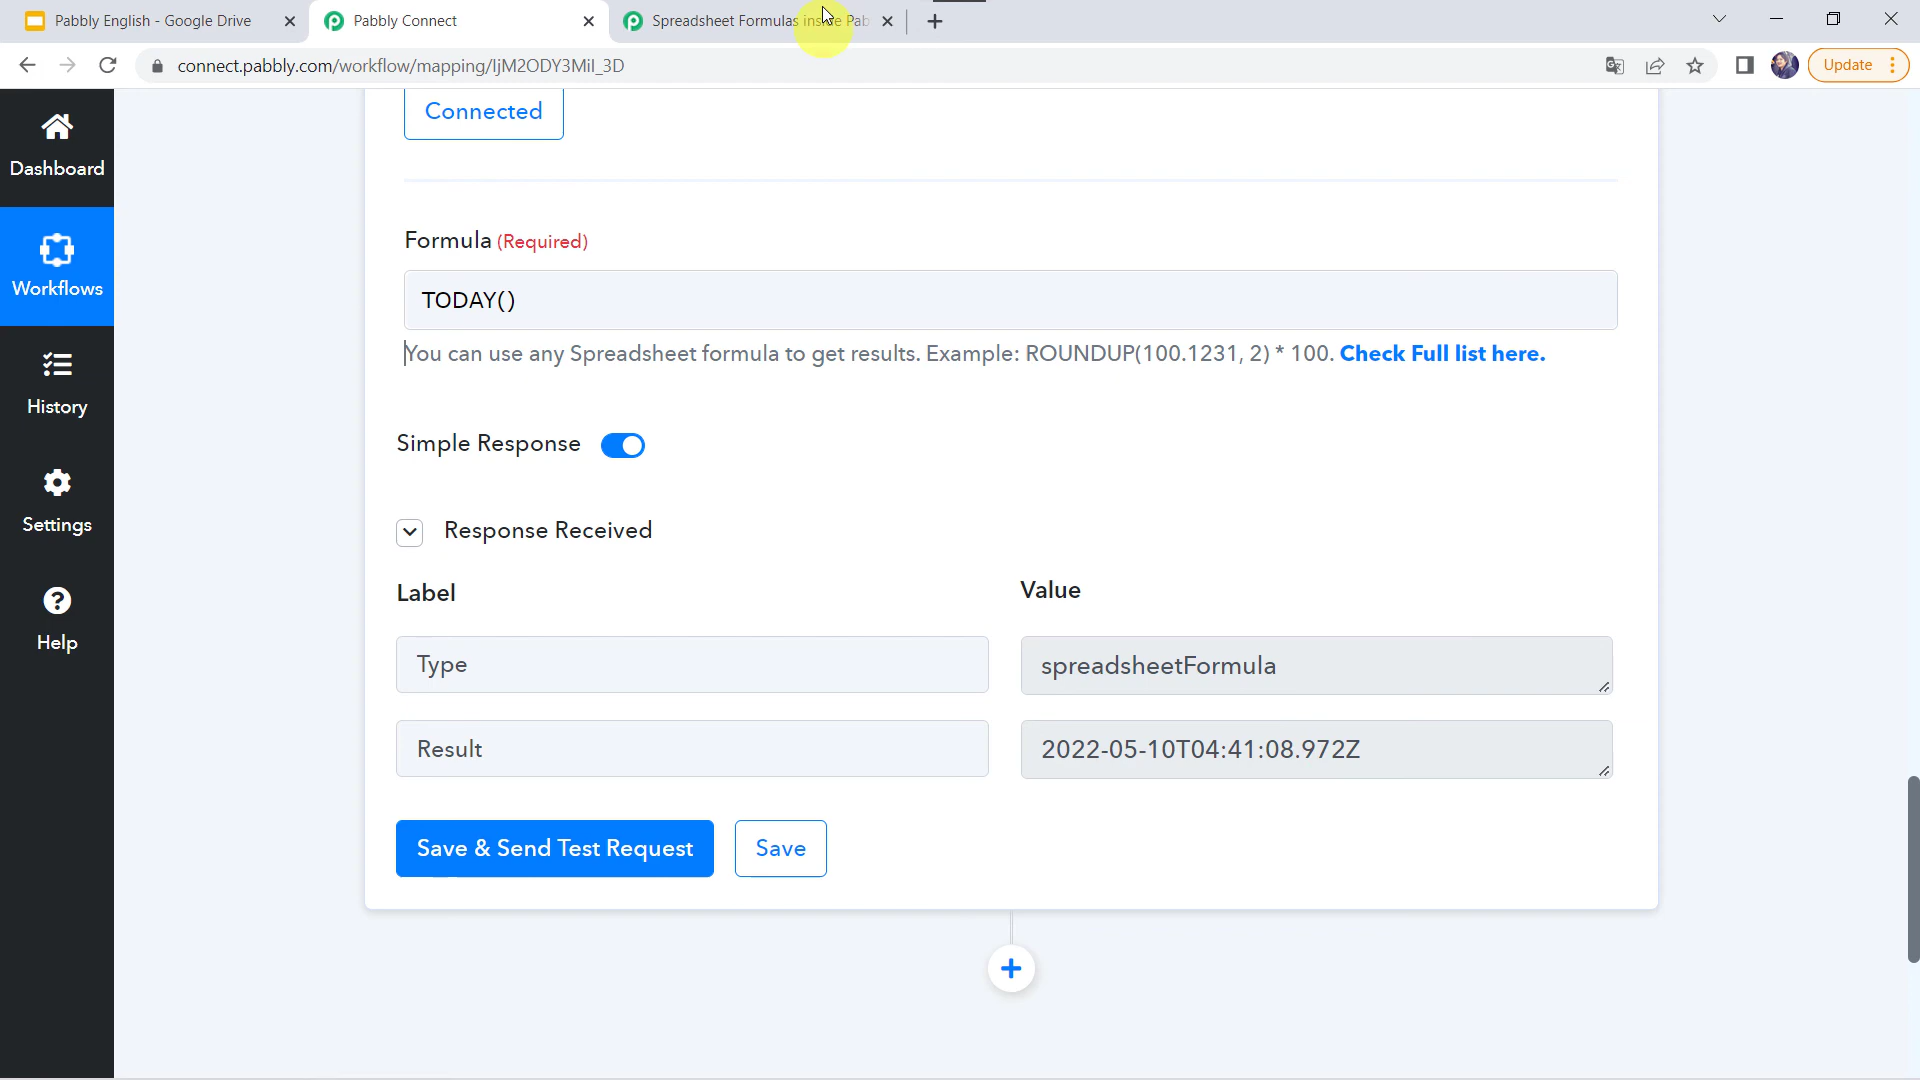 Pabbly English - Google Drive
Pabbly Connect
Spreadsheet Formulas inside Pab
connect.pabbly.com/workflow/mapping/IjM2ODY3MiI_3D
Update
Dashboard
Workflows
History
Settings
Help
Connected
Formula (Required)
TODAY()
You can use any Spreadsheet formula to get results. Example: ROUNDUP(100.1231, 2) * 100. Check Full list here.
Simple Response
Response Received
Label
Value
Type
spreadsheetFormula
Result
2022-05-10T04:41:08.972Z
Save & Send Test Request
Save